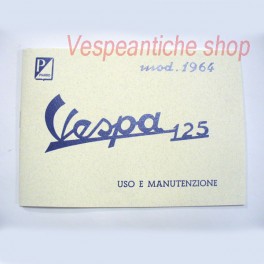 Vespeantiche shop
P
mod. 1964
Vespa 125
USO E MANUTENZIONE